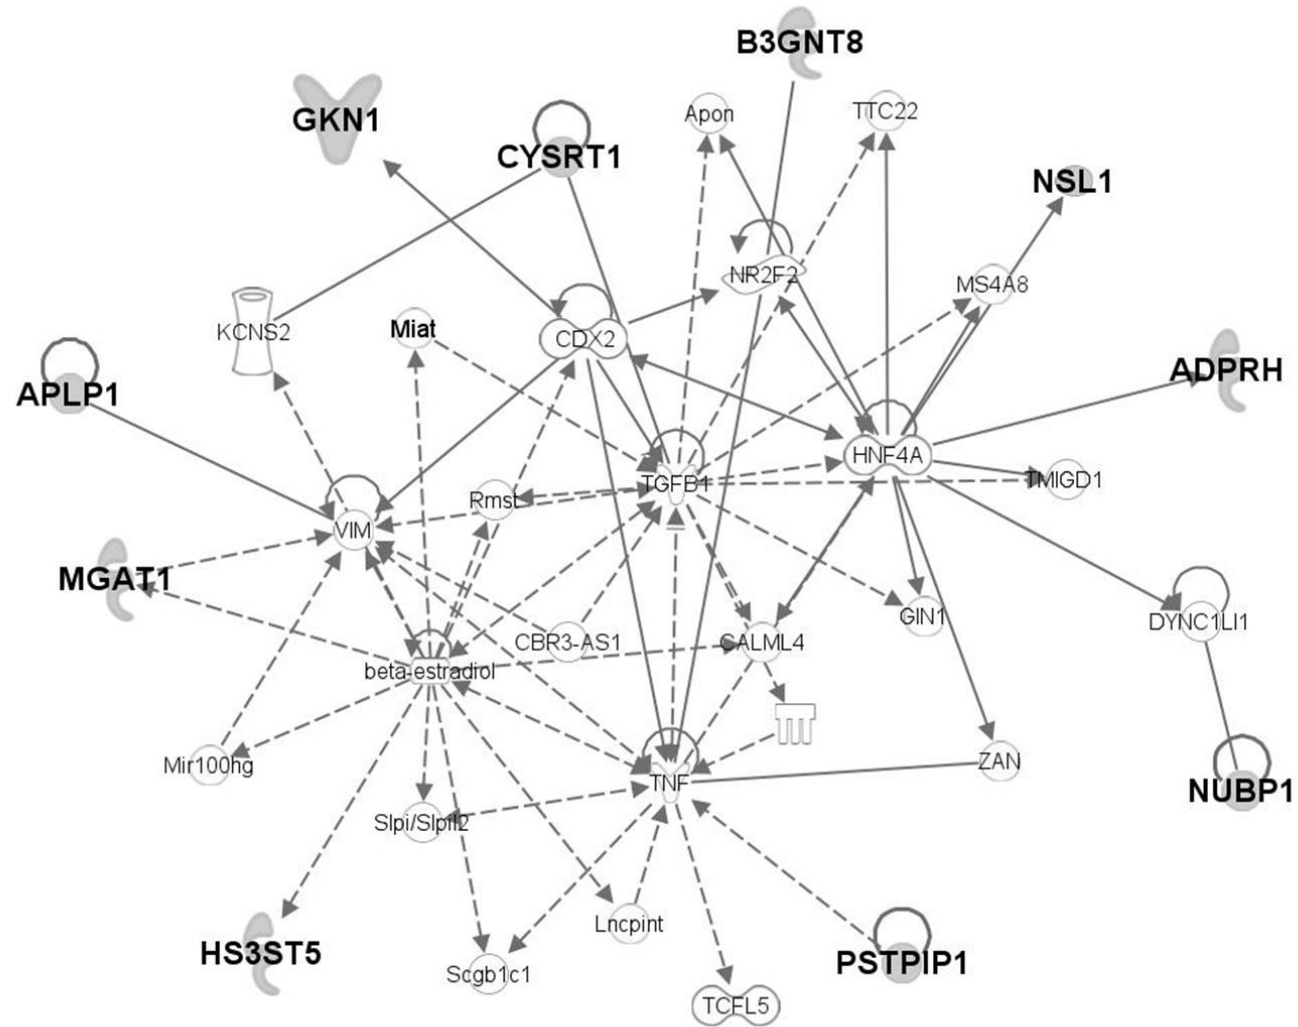 B3GNT8
GKN1
Apon
TTC22
CYSRT1
NSL1
NR2F2
MS4A8
KCNS2
Miat
CDX2
ADPRH
APLP1
HNF4A
TGFB1
TMIGD1
Rmst
VIM
MGAT1
GIN1
DYNC1LI1
CBR3-AS1
CALML4
beta-estradiol
Mir100hg
ZAN
TNF
NUBP1
Slpi/Slpil2
Lncpint
HS3ST5
PSTPIP1
Scgb1c1
TCFL5